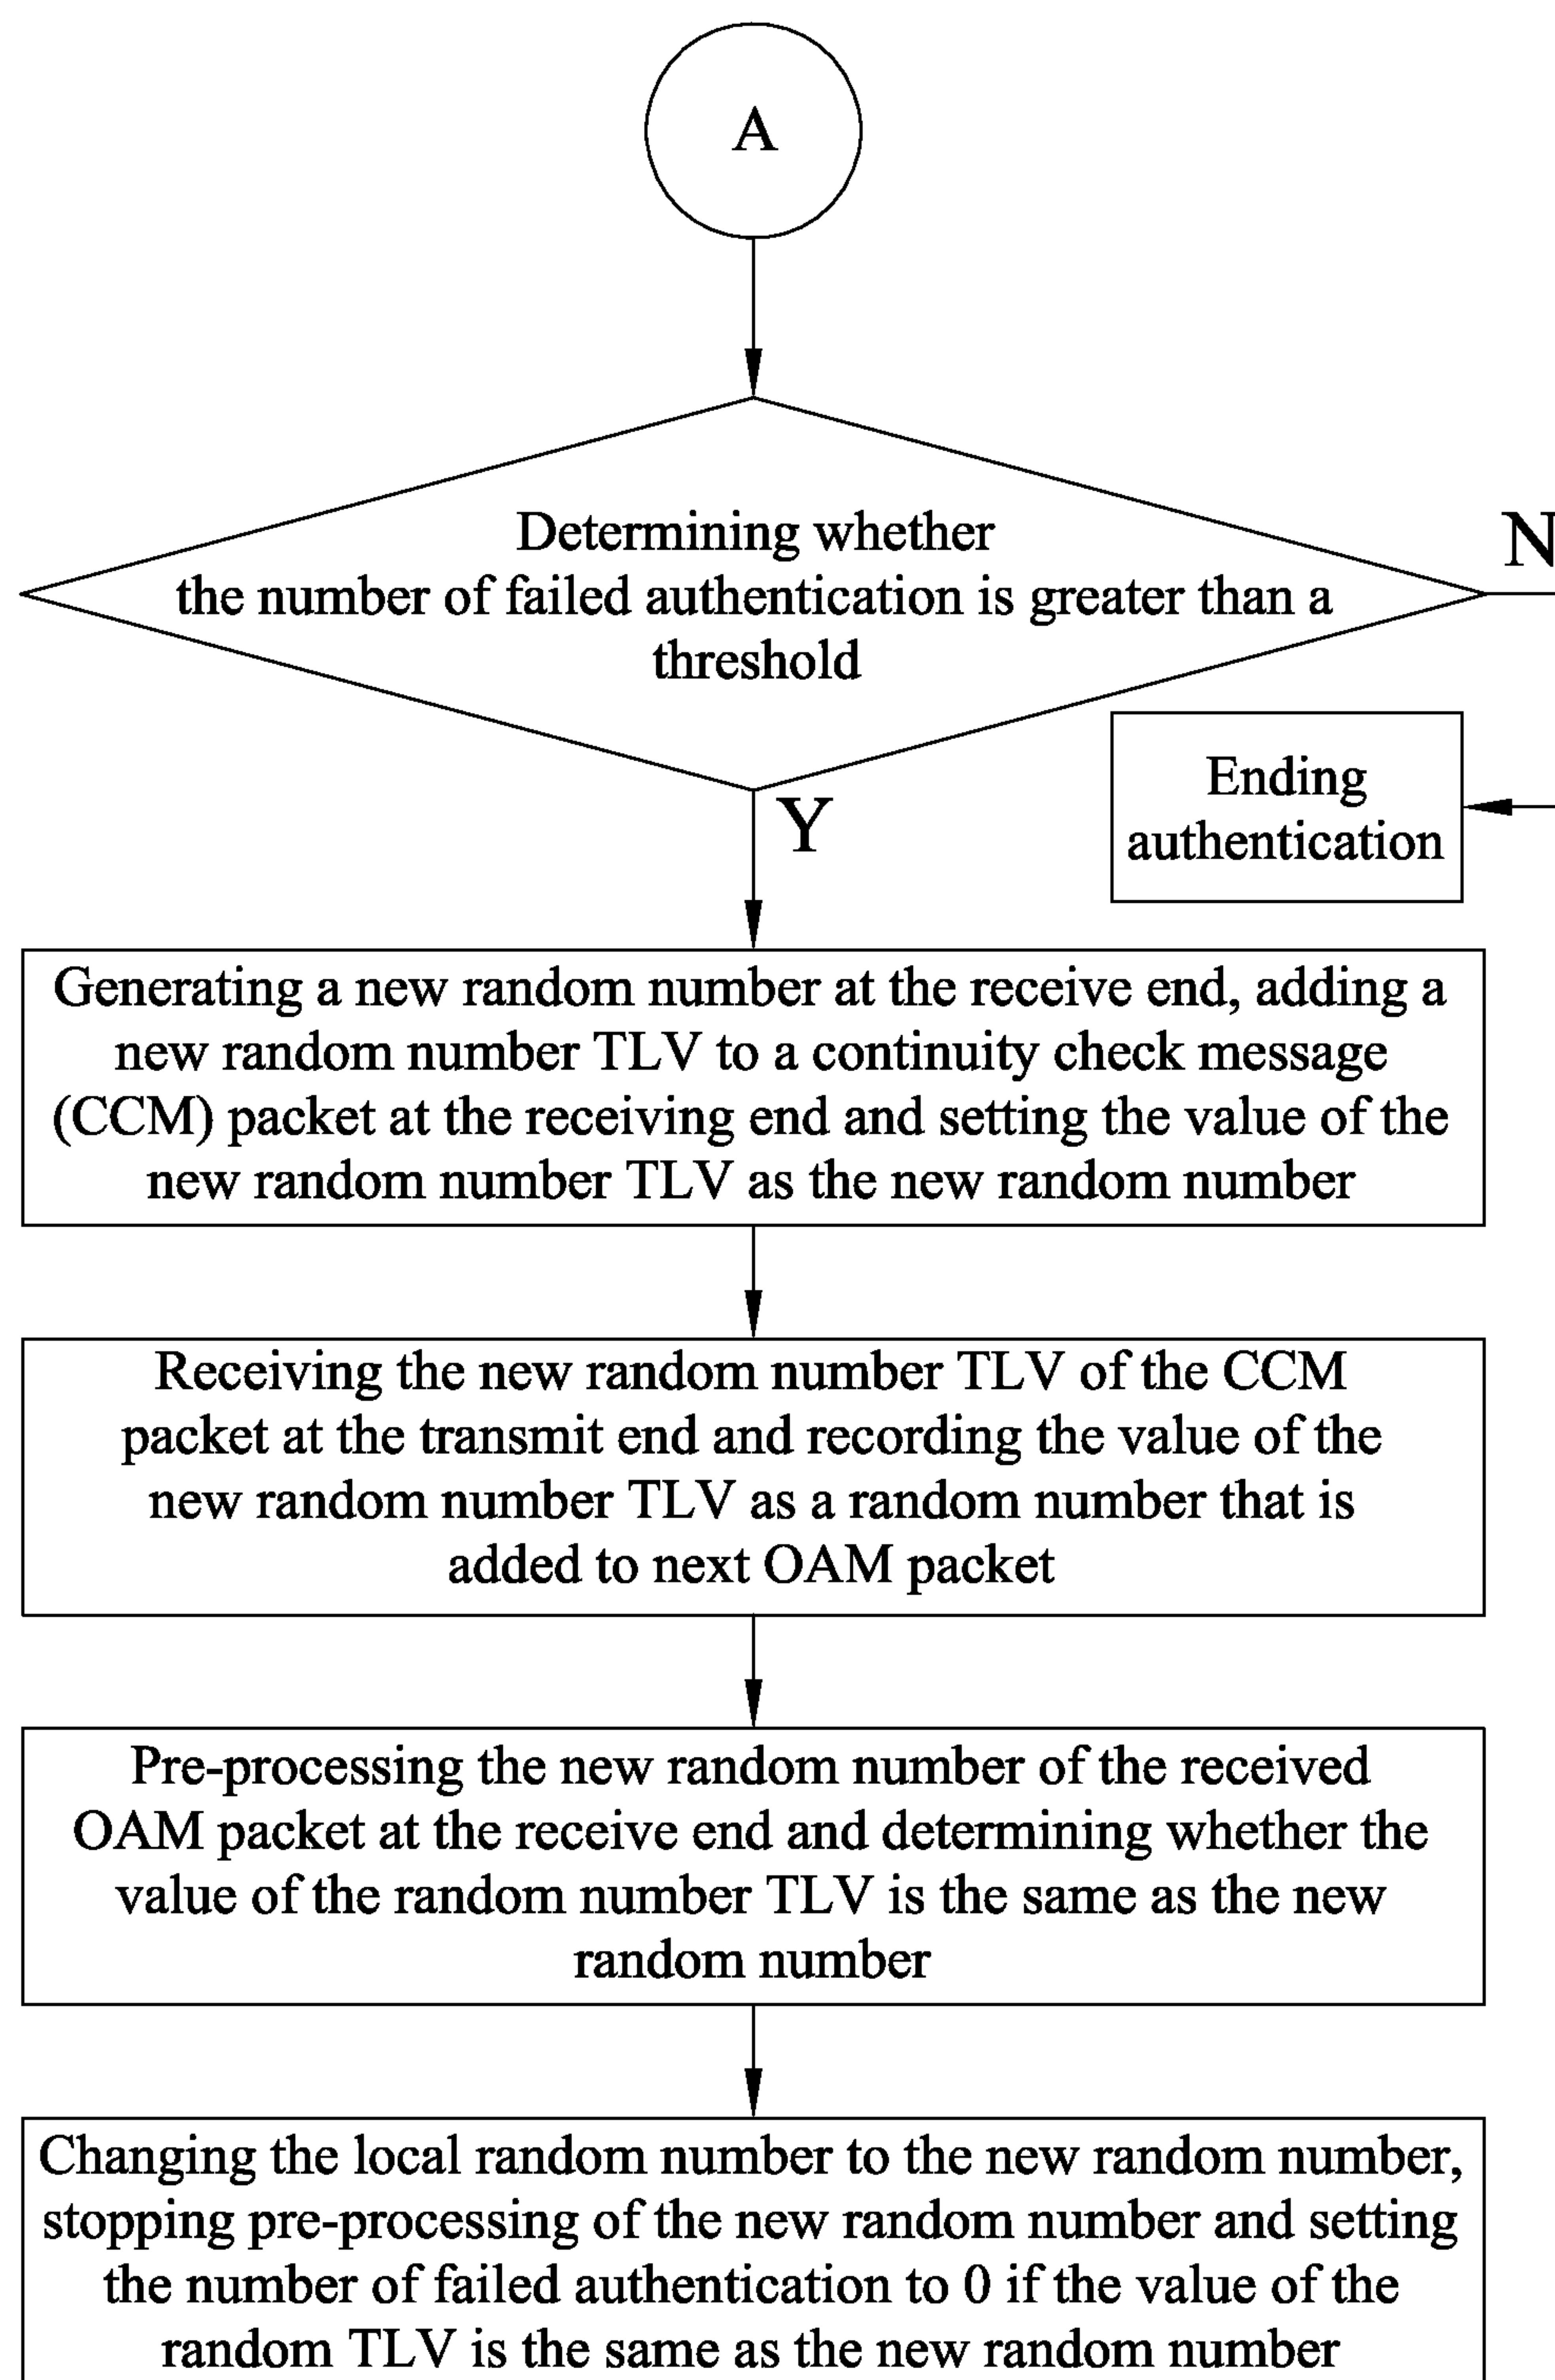 A
Determining whether
the number of failed authentication is greater than a
threshold
N
Ending
authentication
Y
Generating a new random number at the receive end, adding a
new random number TLV to a continuity check message
(CCM) packet at the receiving end and setting the value of the
new random number TLV as the new random number
Receiving the new random number TLV of the CCM
packet at the transmit end and recording the value of the
new random number TLV as a random number that is
added to next OAM packet
Pre-processing the new random number of the received
OAM packet at the receive end and determining whether the
value of the random number TLV is the same as the new
random number
Changing the local random number to the new random number,
stopping pre-processing of the new random number and setting
the number of failed authentication to 0 if the value of the
random TLV is the same as the new random number